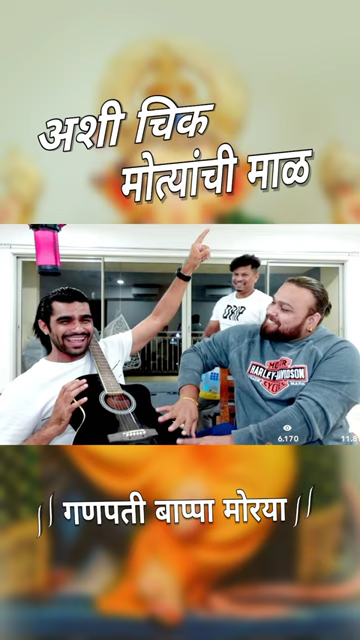 अशी चिक
मोत्यांची माळ
HARLEY-DAVIDSON
6.170
|| गणपती बाप्पा मोरया ||